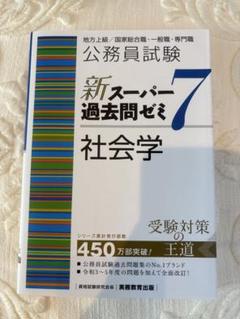 地方上級／国家総合職・一般職・専門職
公務員試験
新スーパー
過去問ゼミ7
社会学
受験対策
の
王道
シリーズ累計発行部数
450万部突破!
■公務員試験過去問題集のNo.1ブランド
■令和3〜5年度の問題を加えて全面改訂!
資格試験研究会編 実務教育出版